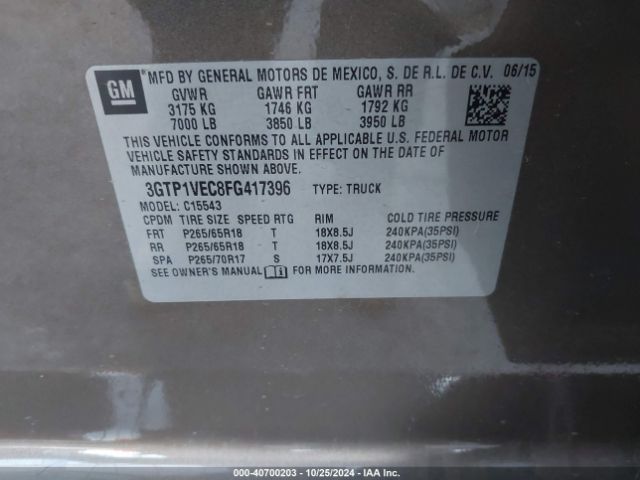 GM
MFD BY GENERAL MOTORS DE MEXICO, S. DE R.L. DE C.V. 06/15
GVWR GAWR FRT GAWR RR
3175 KG 1746 KG 1792 KG
7000 LB 3850 LB 3950 LB
THIS VEHICLE CONFORMS TO ALL APPLICABLE U.S. FEDERAL MOTOR
VEHICLE SAFETY STANDARDS IN EFFECT ON THE DATE OF
MANUFACTURE SHOWN ABOVE.
3GTP1VEC8FG417396 TYPE: TRUCK
MODEL: C15543
CPDM TIRE SIZE SPEED RTG RIM COLD TIRE PRESSURE
FRT P265/65R18 T 18X8.5J 240KPA(35PSI)
RR P265/65R18 T 18X8.5J 240KPA(35PSI)
SPA P265/70R17 S 17X7.5J 240KPA(35PSI)
SEE OWNER'S MANUAL FOR MORE INFORMATION.
000-40700203 - 10/25/2024 - IAA Inc.